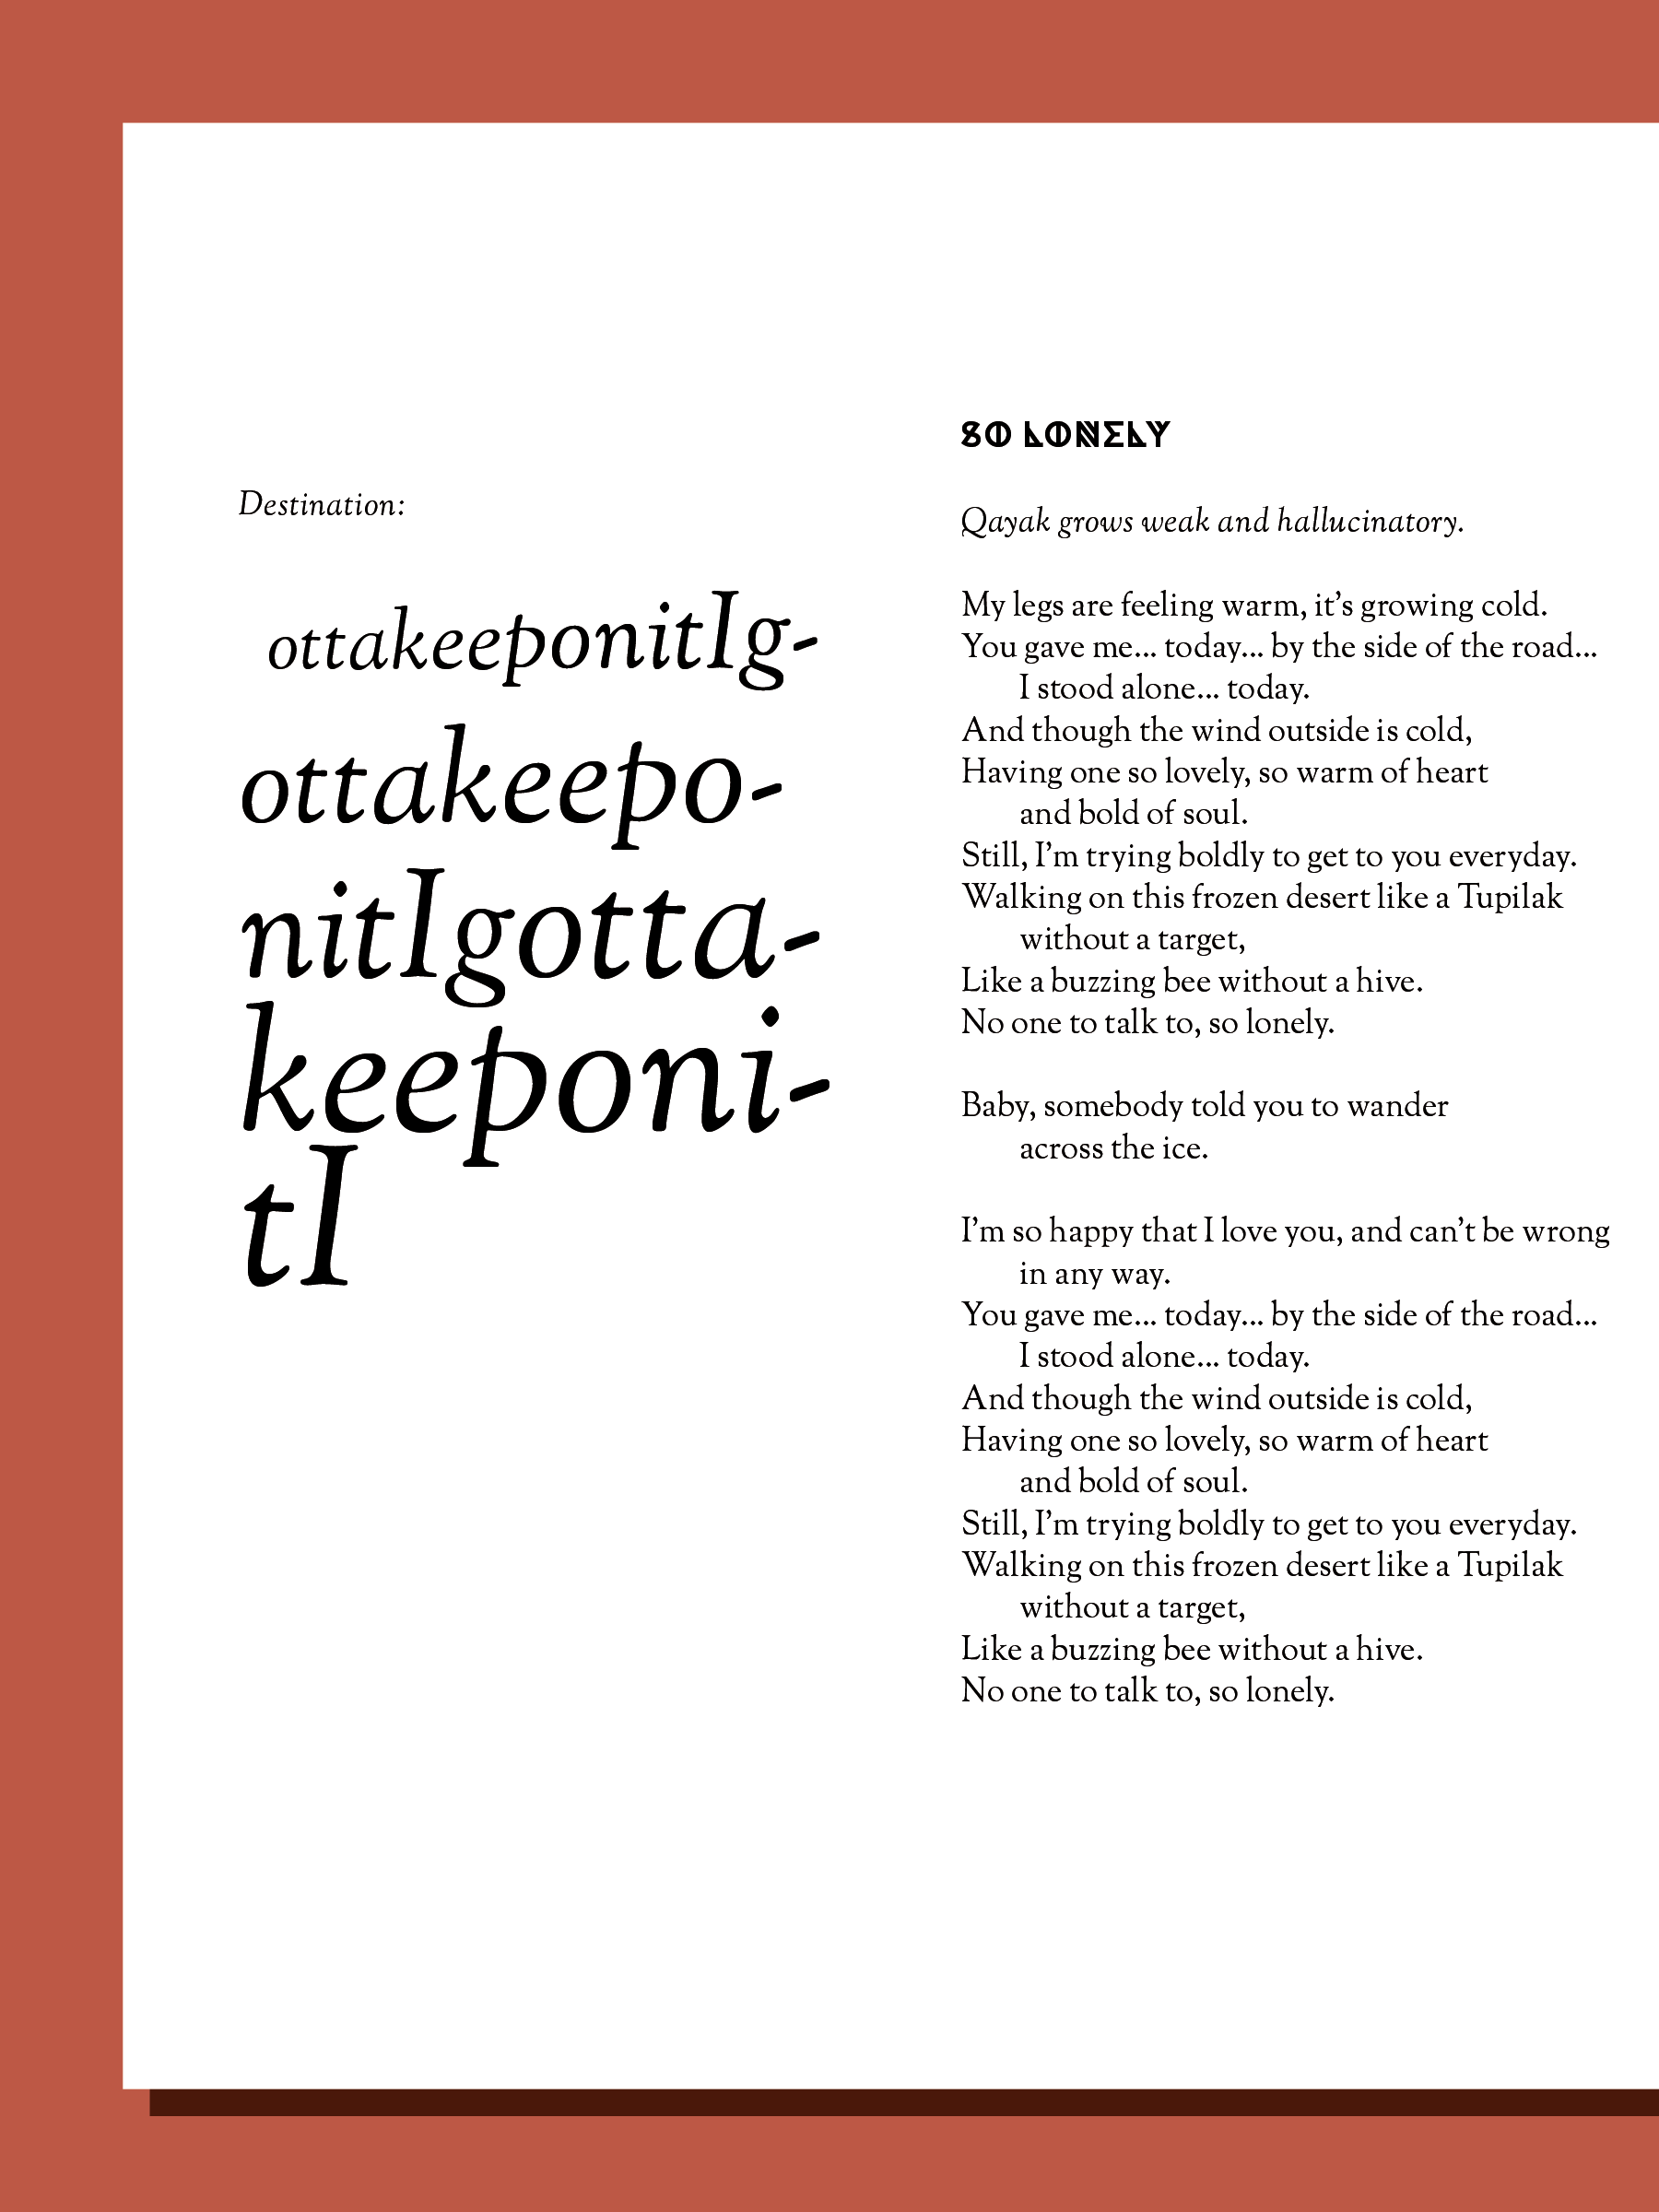 Destination:
ottakeeponitIg-
ottakeepo-
nitIgotta-
keeponi-
tI
SO LONELY
Qayak grows weak and hallucinatory.
My legs are feeling warm, it’s growing cold.
You gave me... today... by the side of the road...
I stood alone... today.
And though the wind outside is cold,
Having one so lovely, so warm of heart
and bold of soul.
Still, I’m trying boldly to get to you everyday.
Walking on this frozen desert like a Tupilak
without a target,
Like a buzzing bee without a hive.
No one to talk to, so lonely.
Baby, somebody told you to wander
across the ice.
I’m so happy that I love you, and can’t be wrong
in any way.
You gave me... today... by the side of the road...
I stood alone... today.
And though the wind outside is cold,
Having one so lovely, so warm of heart
and bold of soul.
Still, I’m trying boldly to get to you everyday.
Walking on this frozen desert like a Tupilak
without a target,
Like a buzzing bee without a hive.
No one to talk to, so lonely.